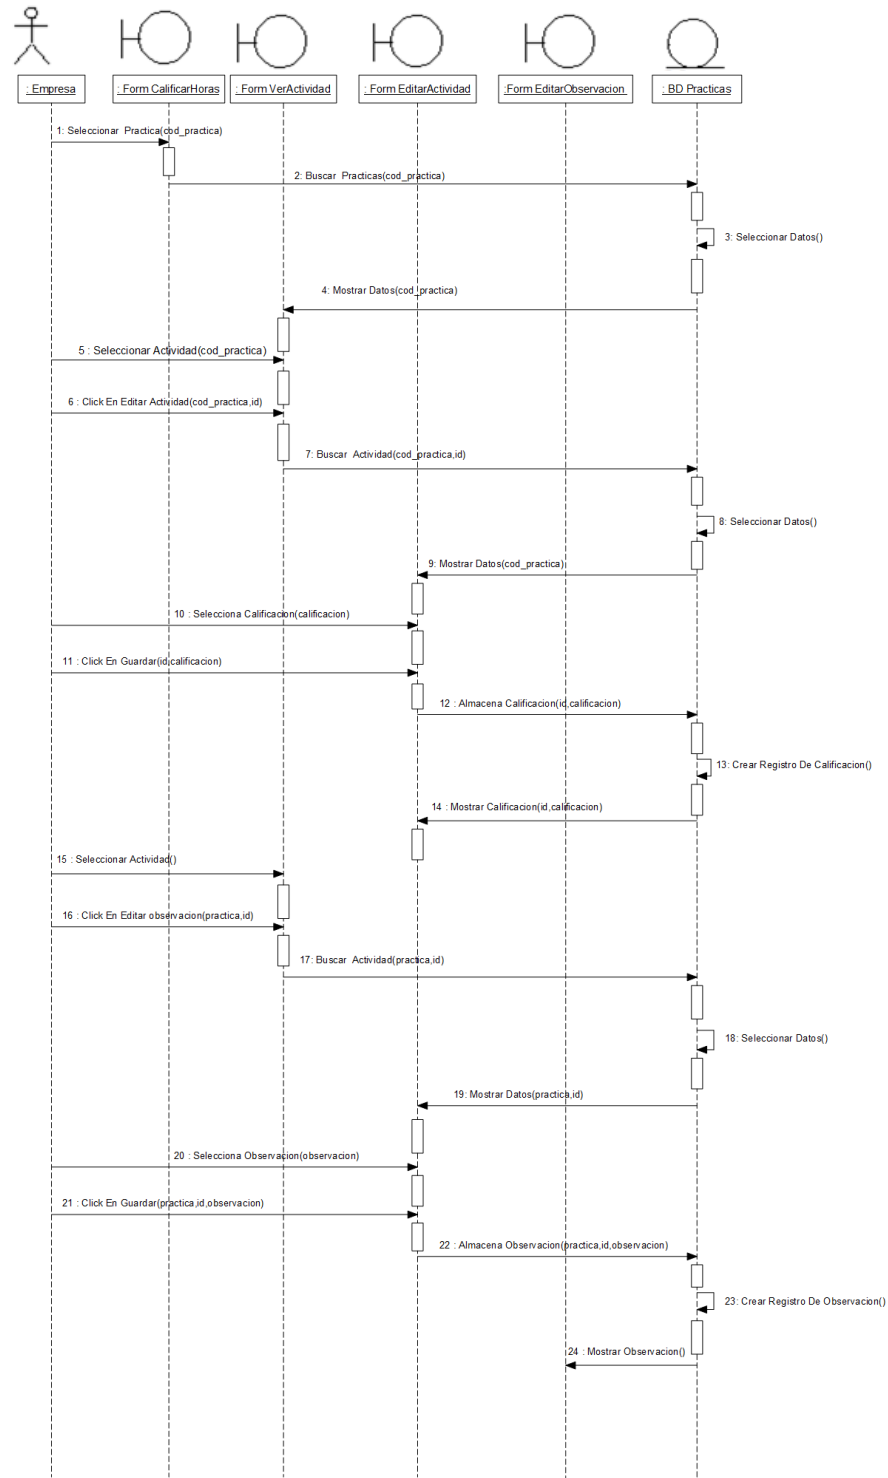 : Empresa
: Form CalificarHoras
: Form VerActividad
: Form EditarActividad
:Form EditarObservacion
: BD Practicas
1: Seleccionar Practica(cod_practica)
2: Buscar Practicas(cod_practica)
3: Seleccionar Datos()
4: Mostrar Datos(cod_practica)
5 : Seleccionar Actividad(cod_practica)
6 : Click En Editar Actividad(cod_practica,id)
7: Buscar Actividad(cod_practica,id)
8: Seleccionar Datos()
9: Mostrar Datos(cod_practica)
10 : Selecciona Calificacion(calificacion)
11 : Click En Guardar(id,calificacion)
12 : Almacena Calificacion(id,calificacion)
13: Crear Registro De Calificacion()
14 : Mostrar Calificacion(id,calificacion)
15 : Seleccionar Actividad()
16 : Click En Editar observacion(practica,id)
17: Buscar Actividad(practica,id)
18: Seleccionar Datos()
19: Mostrar Datos(practica,id)
20 : Selecciona Observacion(observacion)
21 : Click En Guardar(practica,id,observacion)
22 : Almacena Observacion(practica,id,observacion)
23: Crear Registro De Observacion()
24 : Mostrar Observacion()